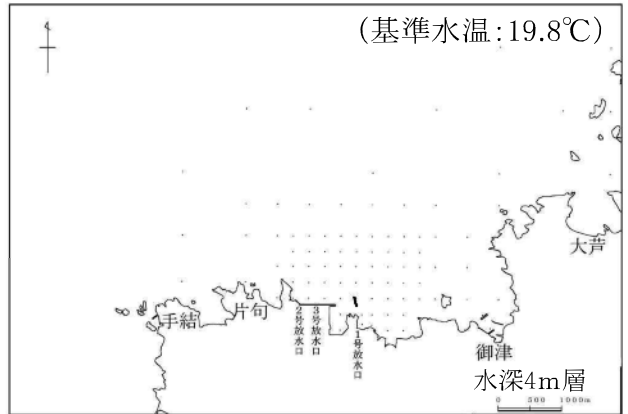 (基準水温:19.8℃)
大芦
手結
片句
2号放水口
3号放水口
1号放水口
御津
水深4m層
0 500 1000m